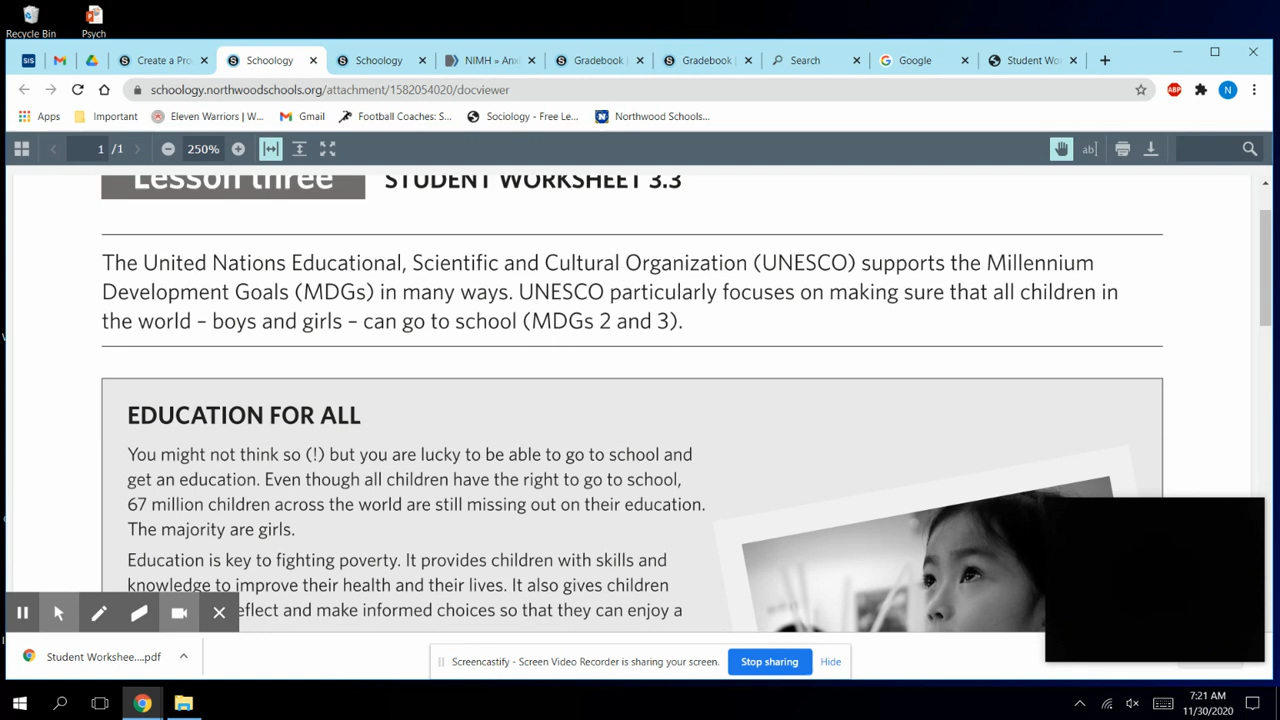 Recycle Bin
Psych
SIS
Create a Pro
Schoology
Schoology
NIMH » Anx
Gradebook
Gradebook
Search
Google
Student Wo
schoology.northwoodschools.org/attachment/1582054020/docviewer
ABP
N
Apps
Important
Eleven Warriors | W...
Gmail
Football Coaches: S...
Sociology - Free Le...
Northwood Schools...
1 /1
250%
Lesson three
STUDENT WORKSHEET 3.3
The United Nations Educational, Scientific and Cultural Organization (UNESCO) supports the Millennium
Development Goals (MDGs) in many ways. UNESCO particularly focuses on making sure that all children in
the world – boys and girls – can go to school (MDGs 2 and 3).
EDUCATION FOR ALL
You might not think so (!) but you are lucky to be able to go to school and
get an education. Even though all children have the right to go to school,
67 million children across the world are still missing out on their education.
The majority are girls.
Education is key to fighting poverty. It provides children with skills and
knowledge to improve their health and their lives. It also gives children
eflect and make informed choices so that they can enjoy a
Student Workshee....pdf
Screencastify - Screen Video Recorder is sharing your screen.
Stop sharing
Hide
7:21 AM
11/30/2020